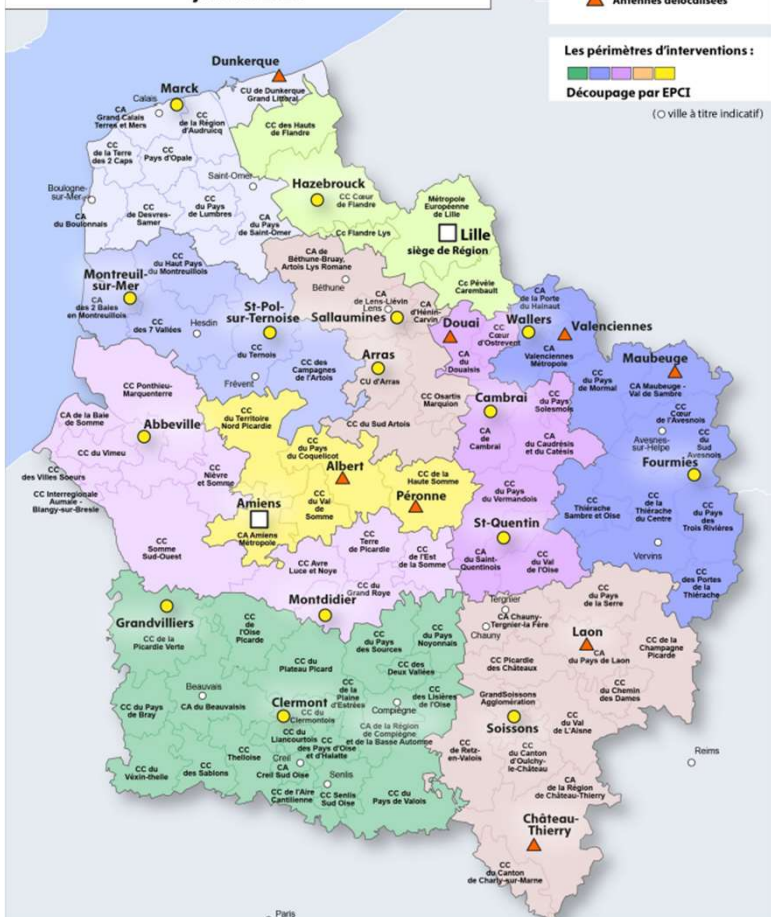 Antennes délocalisées
Les périmètres d'interventions :
Découpage par EPCI
(○ ville à titre indicatif)
Dunkerque
CU de Dunkerque
Grand Littoral
Marck
Calais
CA
Grand Calais
Terres et Mers
CC
de la Région
d'Audruicq
CC des Hauts
de Flandre
CC
de la Terre
des 2 Caps
CC
Pays d'Opale
Saint-Omer
Boulogne-
sur-Mer
CA
du Boulonnais
CC
de Desvres-
Samer
CC
du Pays
de Lumbres
CA
du Pays
de Saint-Omer
Hazebrouck
CC Cœur
de Flandre
Cc Flandre Lys
Métropole
Européenne
de Lille
Lille
siège de Région
Cc Pévèle
Carembault
CC
du Haut Pays
du Montreuillois
Montreuil-
sur-Mer
CA
des 2 Baies
en Montreuillois
CC
des 7 Vallées
Hesdin
St-Pol-
sur-Ternoise
CC
du Ternois
Frévent
CC des
Campagnes
de l'Artois
CA de
Béthune-Bruay,
Artois Lys Romane
Béthune
CA
de Lens-Liévin
Lens
Sallaumines
CA
d'Hénin-
Carvin
Arras
CU d'Arras
CC Osartis
Marquion
CC du Sud Artois
Douai
CA
du
Douaisis
CC
Cœur
d'Ostrevent
Wallers
CA
de la Porte
du Hainaut
Valenciennes
CA
Valenciennes
Métropole
Maubeuge
CA Maubeuge -
Val de Sambre
CC
du Pays
de Mormal
CC
Cœur
de l'Avesnois
Avesnes-
sur-Helpe
CC
du
Sud
Avesnois
Fourmies
Cambrai
CA
de
Cambrai
CC
du Pays
Solesmois
CA
du Caudrésis
et du Catésis
CC
du Pays
du Vermandois
St-Quentin
CA
du Saint-
Quentinois
CC
du Val
de l'Oise
CC
Thiérache
Sambre et Oise
CC
de la
Thiérache
du Centre
CC
du Pays
des
Trois Rivières
Vervins
CC
des Portes
de la
Thiérache
CC Ponthieu-
Marquenterre
CA de la Baie
de Somme
Abbeville
CC du Vimeu
CC
des Villes Soeurs
CC Interregionale
Aumale -
Blangy-sur-Bresle
CC
Nièvre
et Somme
CC
Somme
Sud-Ouest
CC
du Territoire
Nord Picardie
CC
du Pays
du Coquelicot
Albert
CC
du Val
de
Somme
CC de la
Haute Somme
Péronne
Amiens
CA Amiens
Métropole
CC Avre
Luce et Noye
CC
Terre
de Picardie
CC
de l'Est
de la Somme
CC du
Grand Roye
Montdidier
Grandvilliers
CC de la
Picardie Verte
CC
de
l'Oise
Picarde
CC du
Plateau Picard
CC
du Pays
des Sources
CC
du Pays
Noyonnais
CC des
Deux Vallées
CC
de la
Plaine
d'Estrées
CC
des Lisières
de l'Oise
Compiègne
CA de la Région
de Compiègne
et de la Basse Automne
Beauvais
CA du Beauvaisis
CC du Pays
de Bray
Clermont
CC du
Clermontois
CC du
Liancourtois
CC
des Pays d'Oise
et d'Halatte
CC
Thelloise
Creil
CA
Creil Sud Oise
Senlis
CC du
Véxin-thelle
CC
des Sablons
CC de l'Aire
Cantilienne
CC Senlis
Sud Oise
CC du
Pays de Valois
Tergnier
CA Chauny-
Tergnier-la Fère
Chauny
CC
du Pays
de la Serre
Laon
CA
du Pays de Laon
CC de la
Champagne
Picarde
CC Picardie
des Châteaux
CC
du Chemin
des Dames
GrandSoissons
Agglomération
Soissons
CC
du Val
de L'Aisne
CC
de Retz-
en-Valois
CC
du Canton
d'Oulchy-
le-Château
CA
de la Région
de Château-Thierry
Château-
Thierry
CC
du Canton
de Charly-sur-Marne
Reims
Paris